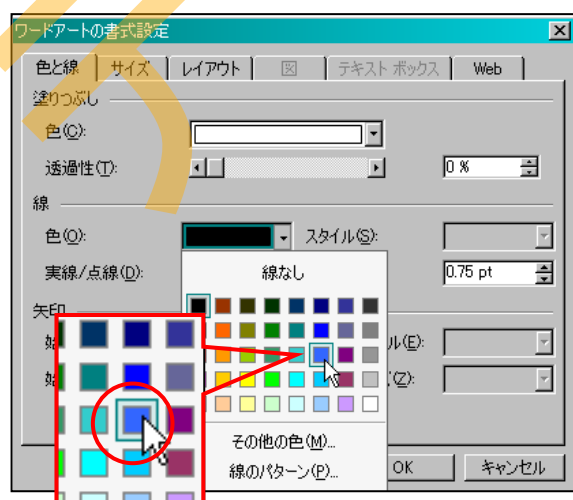 ワードアートの書式設定
色と線 サイズ レイアウト 図 テキスト ボックス Web
塗りつぶし
色(C):
透過性(T): 0 %
線
色(O): スタイル(S):
実線/点線(D): 線なし 0.75 pt
矢印
始 ル(E):
始 (Z):
その他の色(M)...
線のパターン(P)...
OK キャンセル